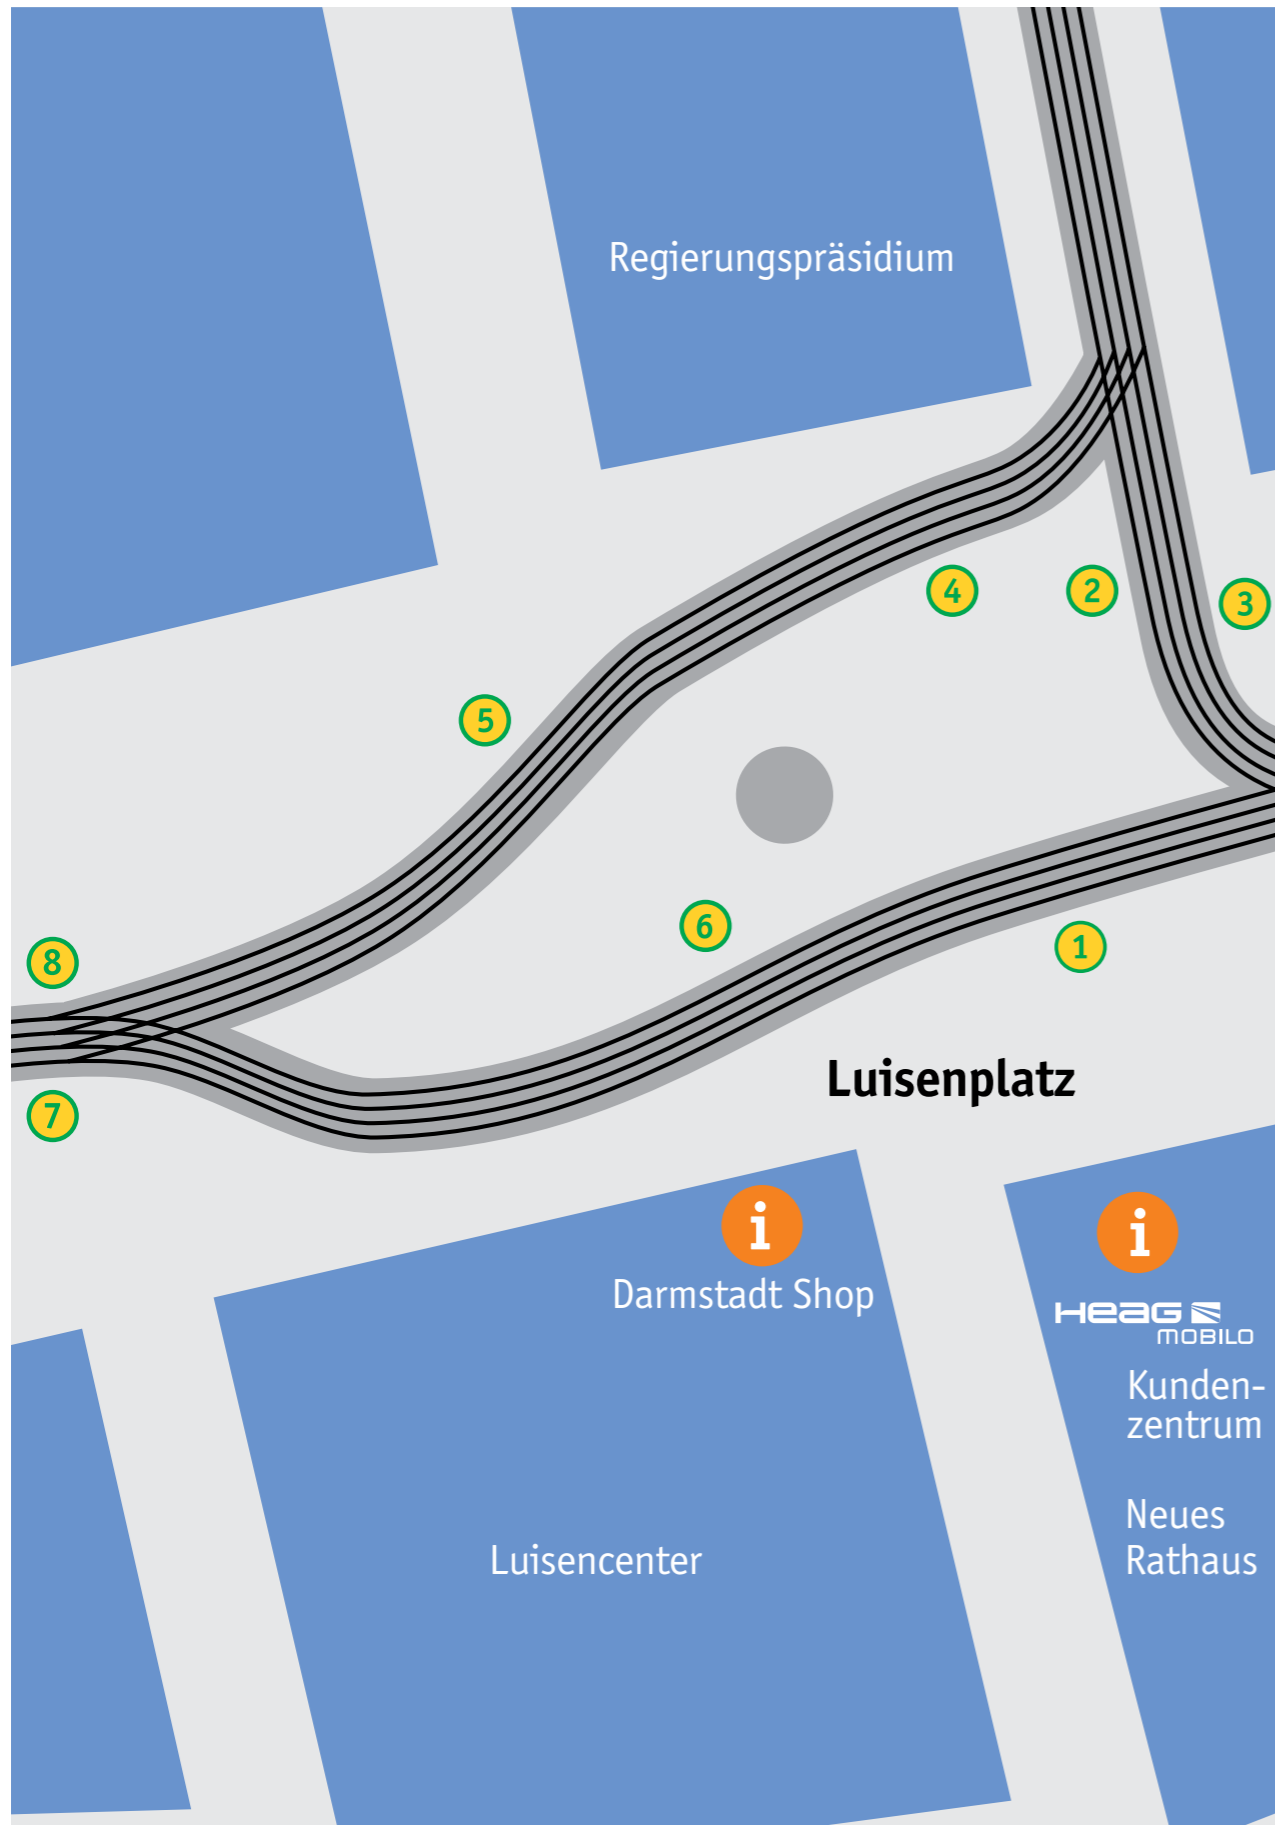 Regierungspräsidium
4
2
3
5
6
1
8
7
Luisenplatz
i
Darmstadt Shop
i
HEAG
MOBILO
Kunden-
zentrum
Neues
Rathaus
Luisencenter